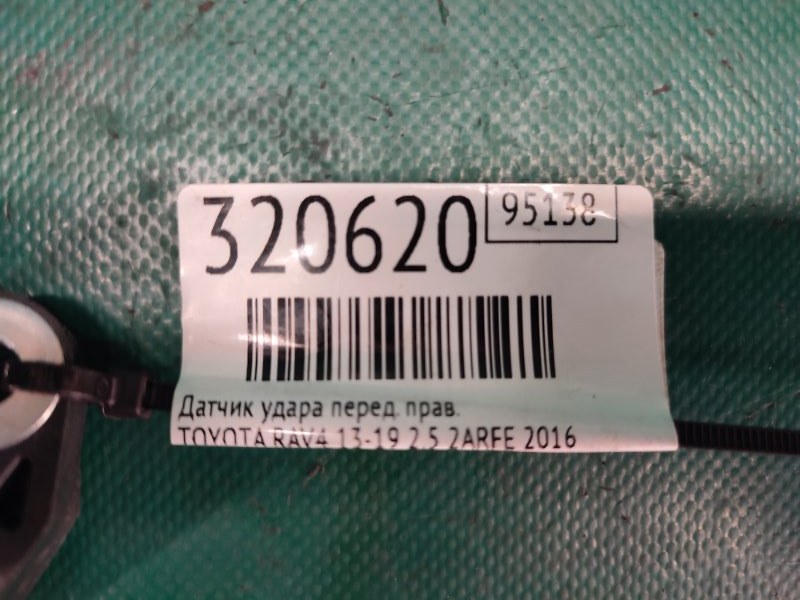 320620 95138
Датчик удара перед. прав.
TOYOTA RAV4 13-19 2.5 2ARFE 2016